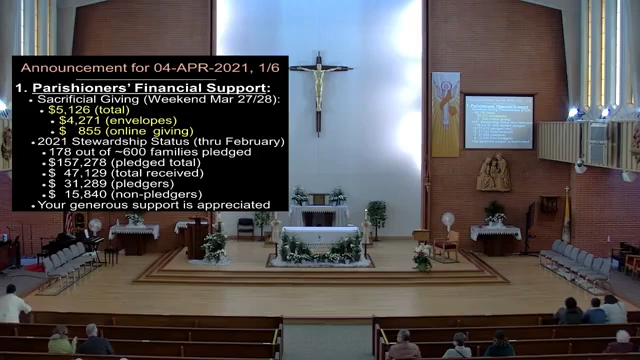 Announcement for 04-APR-2021, 1/6
1. Parishioners' Financial Support:
• Sacrificial Giving (Weekend Mar 27/28):
• $5,126 (total)
• $4,271 (envelopes)
• $ 855 (online giving)
• 2021 Stewardship Status (thru February)
• 178 out of ~600 families pledged
• $157,278 (pledged total)
• $ 47,129 (total received)
• $ 31,289 (pledgers)
• $ 15,840 (non-pledgers)
• Your generous support is appreciated